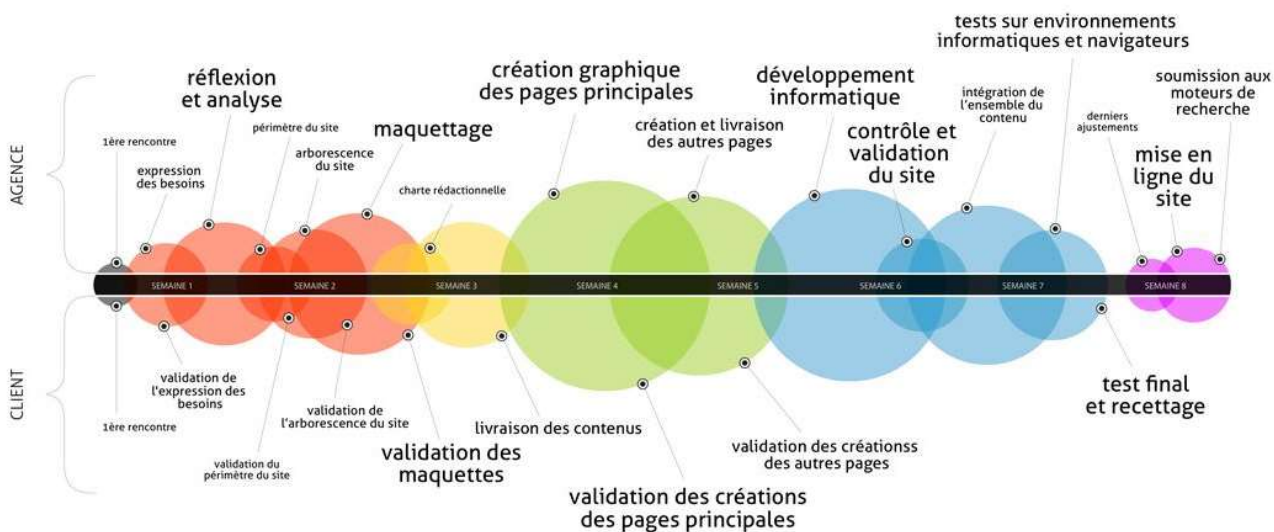 AGENCE
1ère rencontre
expression
des besoins
réflexion
et analyse
périmètre du site
arborescence
du site
maquettage
charte rédactionnelle
création graphique
des pages principales
création et livraison
des autres pages
développement
informatique
contrôle et
validation
du site
intégration de
l'ensemble du
contenu
tests sur environnements
informatiques et navigateurs
derniers
ajustements
mise en
ligne du
site
soumission aux
moteurs de
recherche
SEMAINE 1
SEMAINE 2
SEMAINE 3
SEMAINE 4
SEMAINE 5
SEMAINE 6
SEMAINE 7
SEMAINE 8
CLIENT
1ère rencontre
validation de
l'expression des
besoins
validation du
périmètre du site
validation de
l'arborescence du site
validation des
maquettes
livraison des contenus
validation des créations
des pages principales
validation des créationss
des autres pages
test final
et recettage